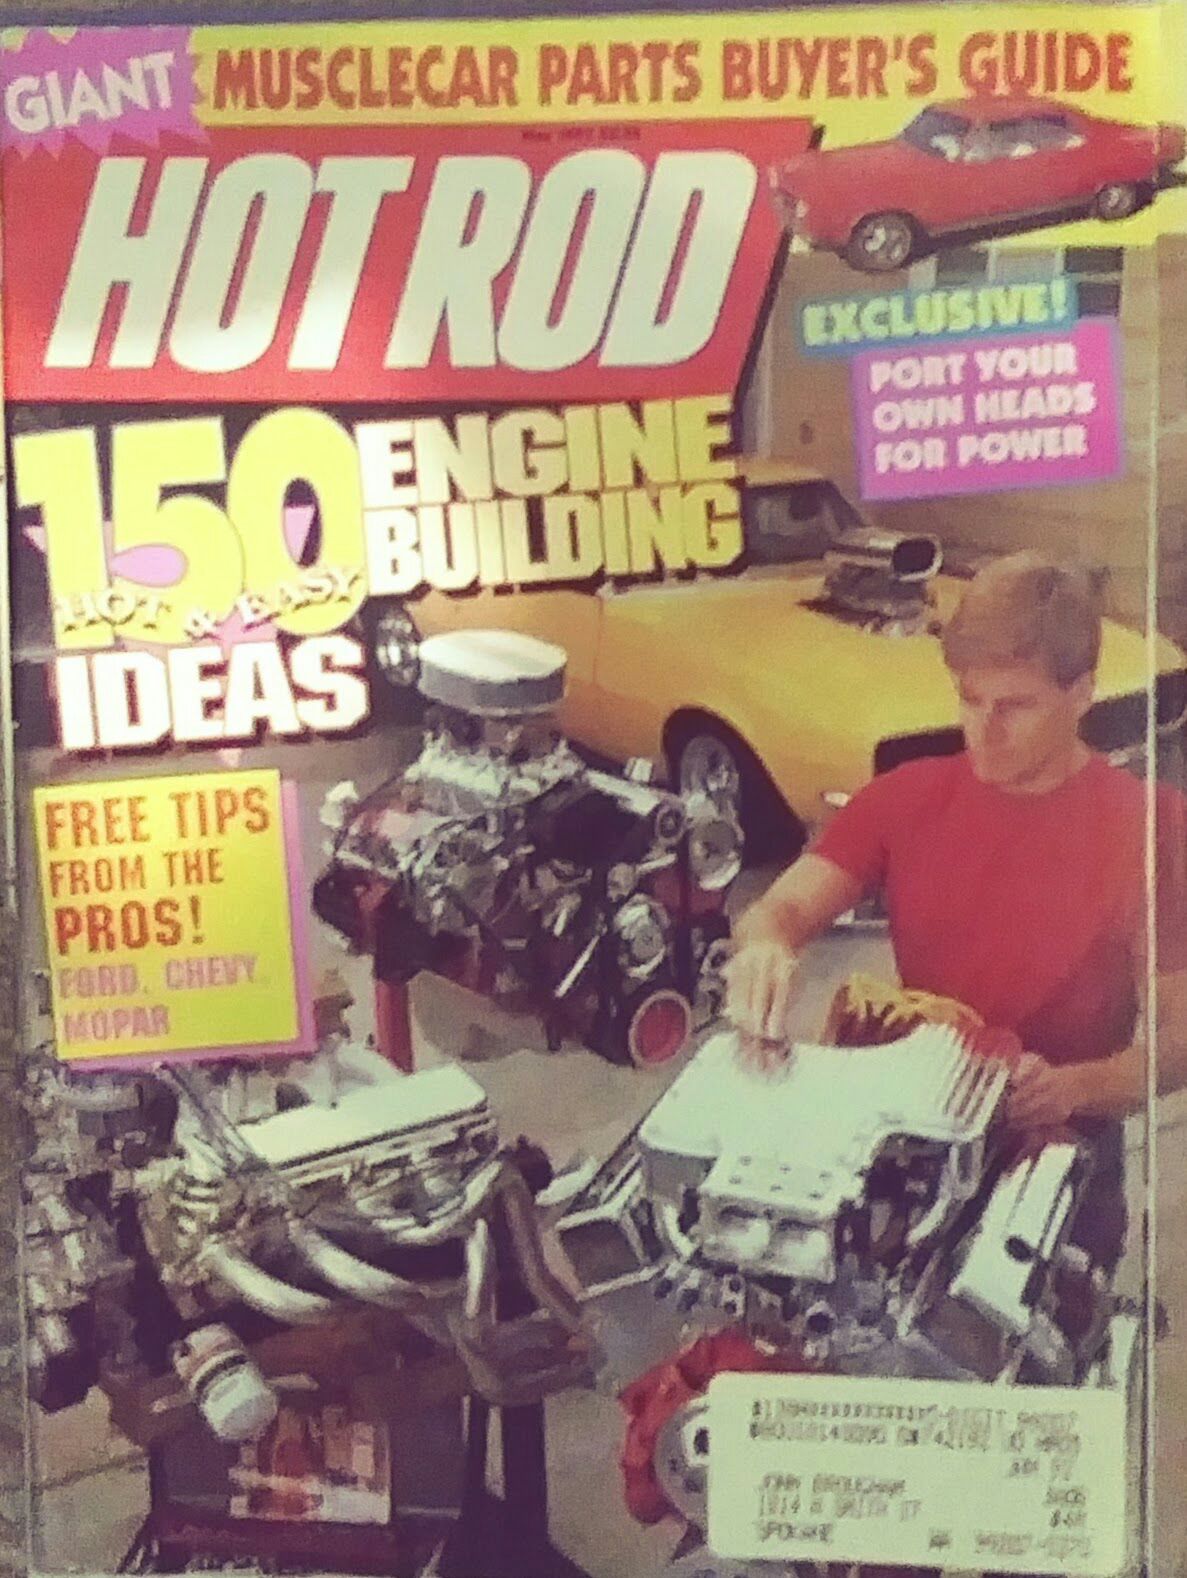 GIANT MUSCLECAR PARTS BUYER'S GUIDE
HOT ROD
EXCLUSIVE!
PORT YOUR
OWN HEADS
FOR POWER
150 ENGINE
BUILDING
HOT & EASY
IDEAS
FREE TIPS
FROM THE
PROS!
FORD, CHEVY,
MOPAR
SPOKANE